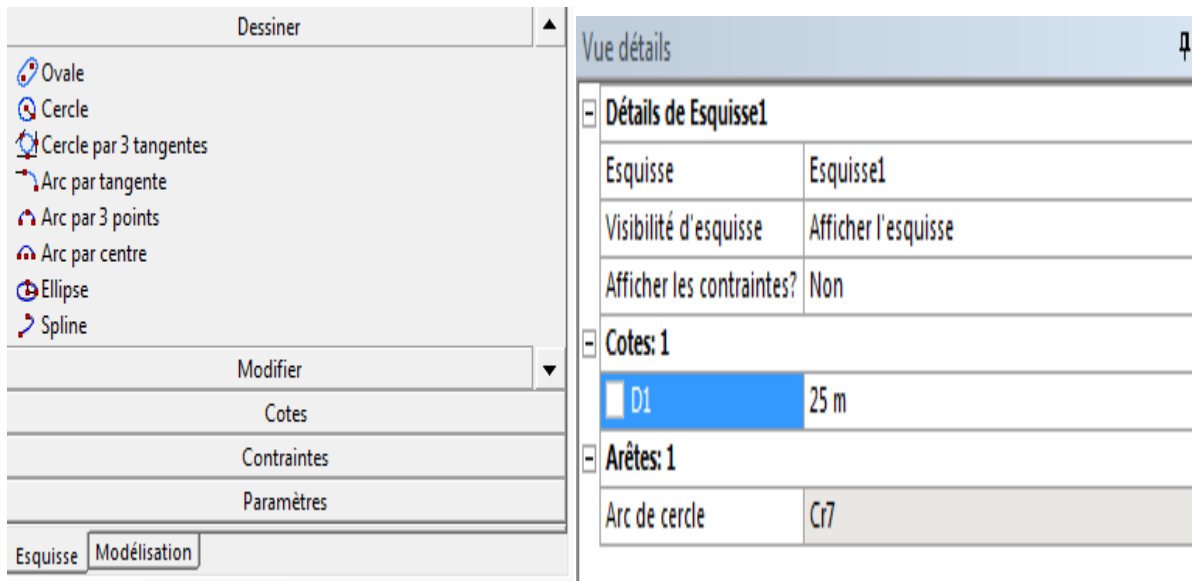 Dessiner
Ovale
Cercle
Cercle par 3 tangentes
Arc par tangente
Arc par 3 points
Arc par centre
Ellipse
Spline
Modifier
Cotes
Contraintes
Paramètres
Esquisse Modélisation
Vue détails
Détails de Esquisse1
Esquisse Esquisse1
Visibilité d'esquisse Afficher l'esquisse
Afficher les contraintes? Non
Cotes: 1
D1 25 m
Arêtes: 1
Arc de cercle Cr7